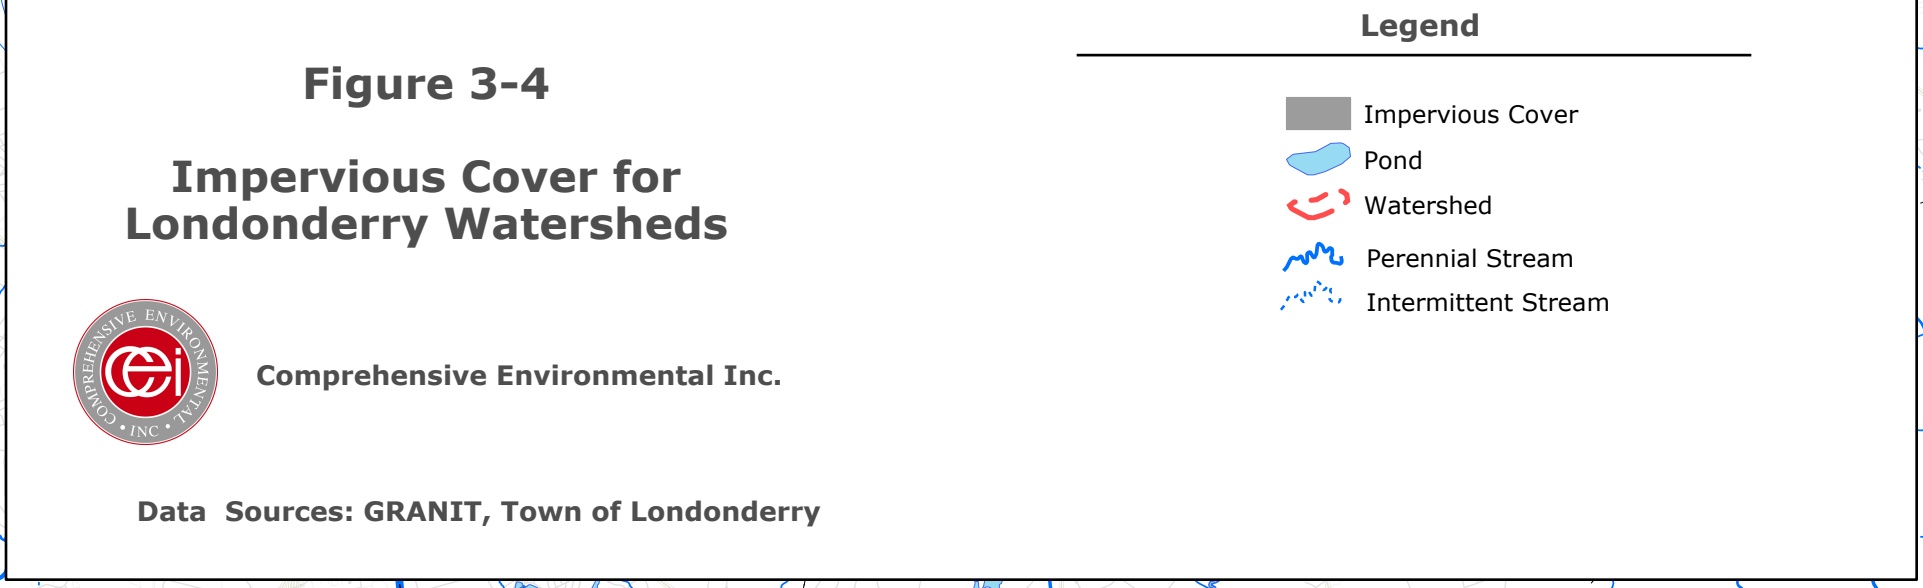 Figure 3-4
Impervious Cover for
Londonderry Watersheds
COMPREHENSIVE ENVIRONMENTAL
• INC •
cei
Comprehensive Environmental Inc.
Data Sources: GRANIT, Town of Londonderry
Legend
Impervious Cover
Pond
Watershed
Perennial Stream
Intermittent Stream